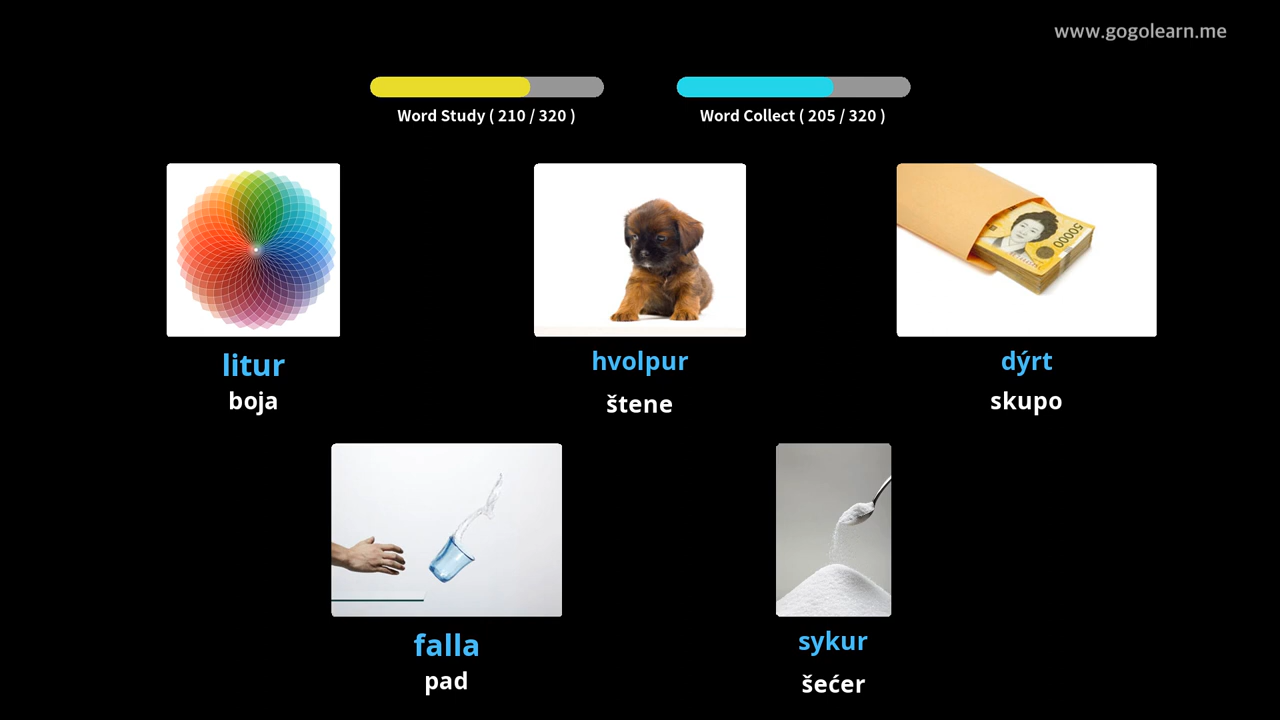 www.gogolearn.me
Word Study ( 210 / 320 )
Word Collect ( 205 / 320 )
litur
boja
hvolpur
štene
dýrt
skupo
50000
falla
pad
sykur
šećer